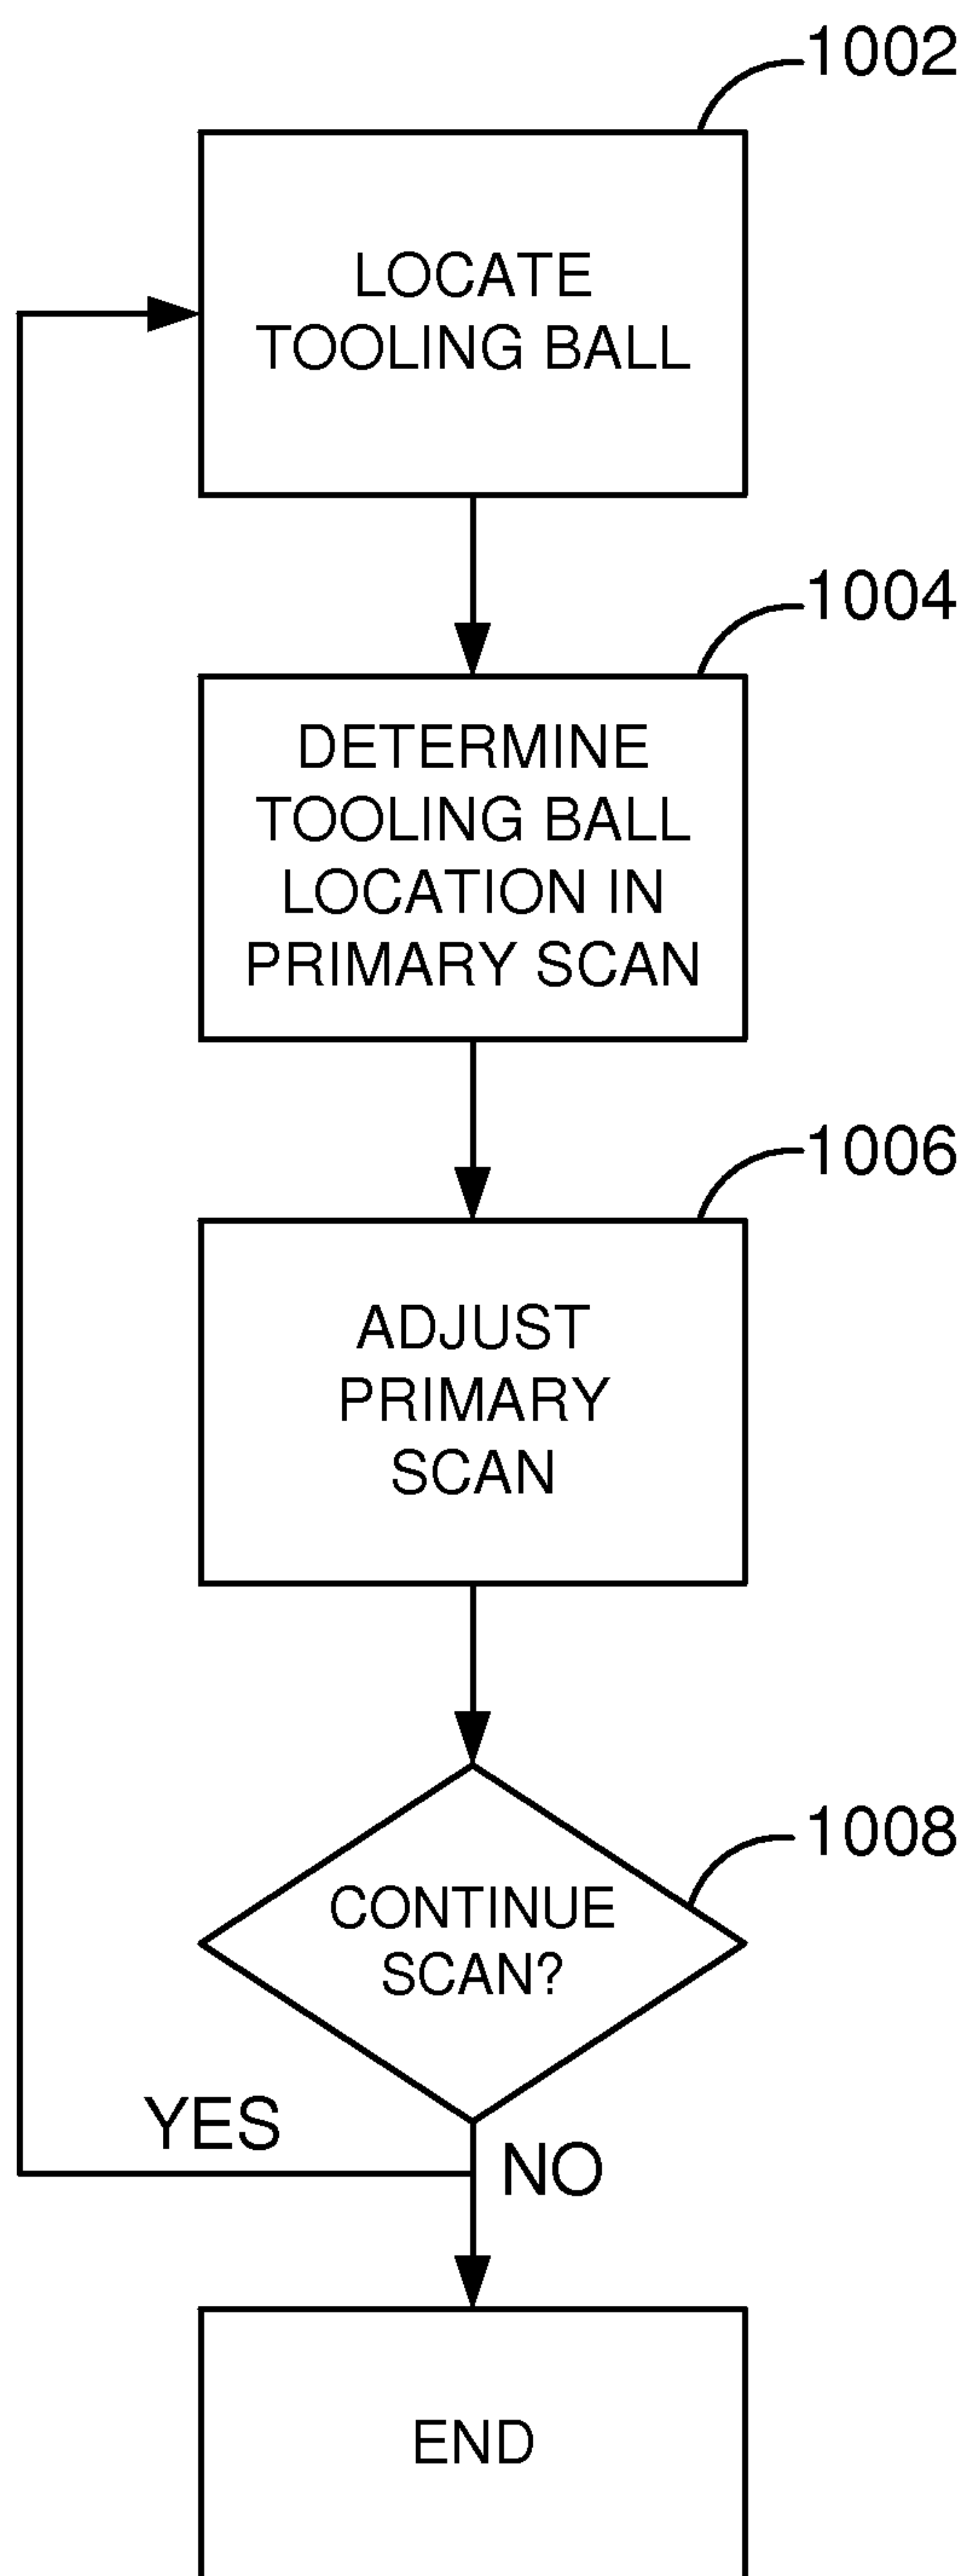 1002
LOCATE
TOOLING BALL
1004
DETERMINE
TOOLING BALL
LOCATION IN
PRIMARY SCAN
1006
ADJUST
PRIMARY
SCAN
1008
CONTINUE
SCAN?
YES
NO
END